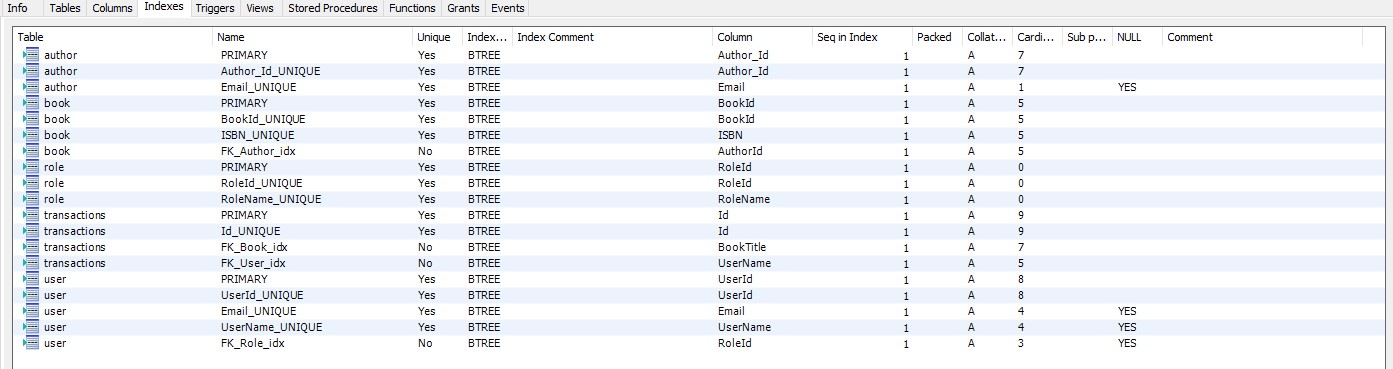 Info Tables Columns Indexes Triggers Views Stored Procedures Functions Grants Events
Table Name Unique Index... Index Comment Column Seq in Index Packed Collat... Cardi... Sub p... NULL Comment
author PRIMARY Yes BTREE Author_Id 1 A 7
author Author_Id_UNIQUE Yes BTREE Author_Id 1 A 7
author Email_UNIQUE Yes BTREE Email 1 A 1 YES
book PRIMARY Yes BTREE BookId 1 A 5
book BookId_UNIQUE Yes BTREE BookId 1 A 5
book ISBN_UNIQUE Yes BTREE ISBN 1 A 5
book FK_Author_idx No BTREE AuthorId 1 A 5
role PRIMARY Yes BTREE RoleId 1 A 0
role RoleId_UNIQUE Yes BTREE RoleId 1 A 0
role RoleName_UNIQUE Yes BTREE RoleName 1 A 0
transactions PRIMARY Yes BTREE Id 1 A 9
transactions Id_UNIQUE Yes BTREE Id 1 A 9
transactions FK_Book_idx No BTREE BookTitle 1 A 7
transactions FK_User_idx No BTREE UserName 1 A 5
user PRIMARY Yes BTREE UserId 1 A 8
user UserId_UNIQUE Yes BTREE UserId 1 A 8
user Email_UNIQUE Yes BTREE Email 1 A 4 YES
user UserName_UNIQUE Yes BTREE UserName 1 A 4 YES
user FK_Role_idx No BTREE RoleId 1 A 3 YES